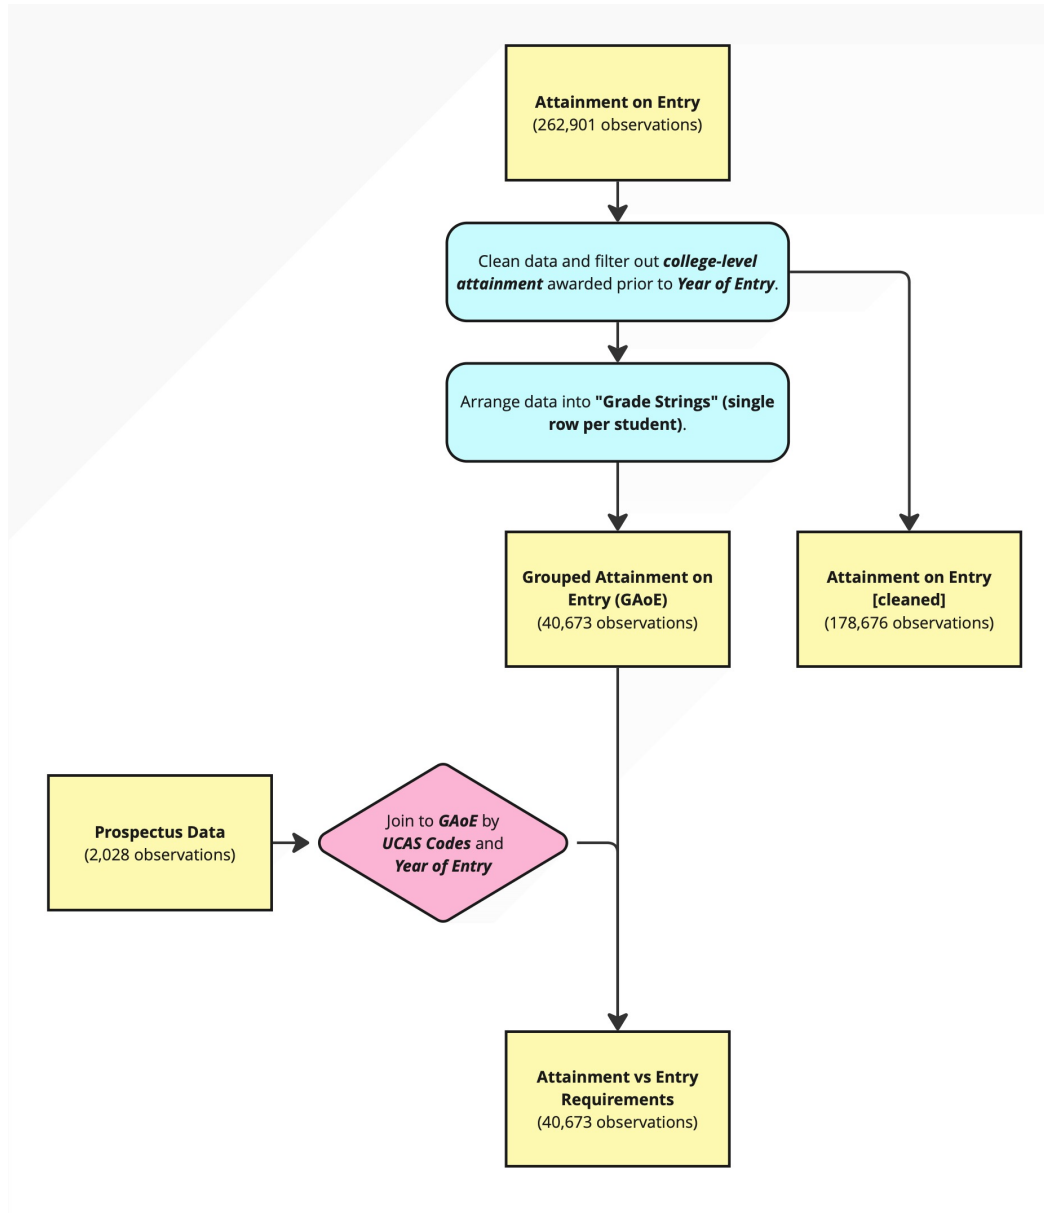 Attainment on Entry
(262,901 observations)
Clean data and filter out college-level
attainment awarded prior to Year of Entry.
Arrange data into "Grade Strings" (single
row per student).
Grouped Attainment on
Entry (GAoE)
(40,673 observations)
Attainment on Entry
[cleaned]
(178,676 observations)
Prospectus Data
(2,028 observations)
Join to GAoE by
UCAS Codes and
Year of Entry
Attainment vs Entry
Requirements
(40,673 observations)